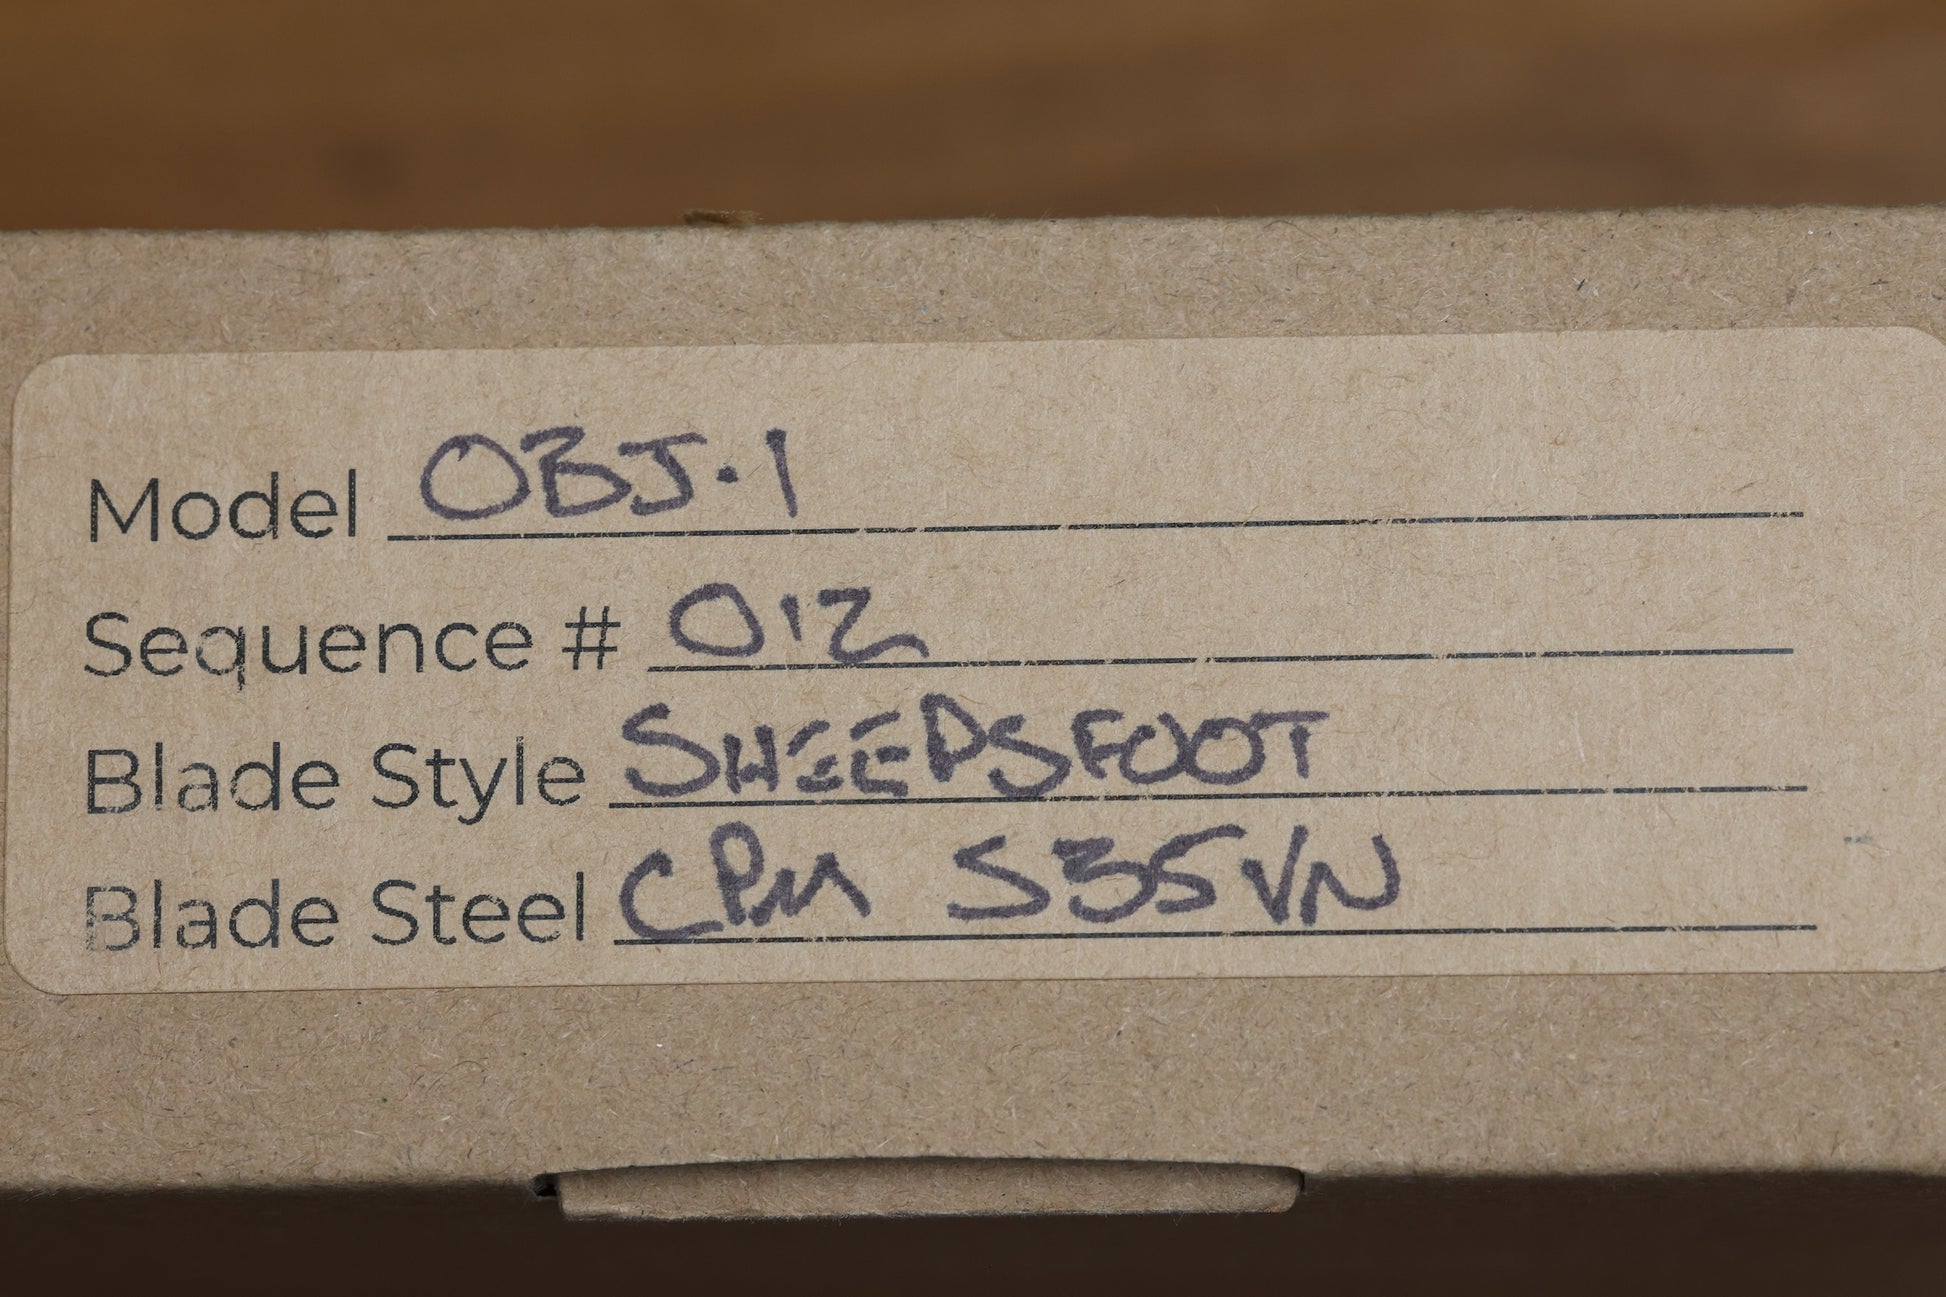 Model OBJ.1
Sequence # 012
Blade Style SHEEPSFOOT
Blade Steel CPM S35VN